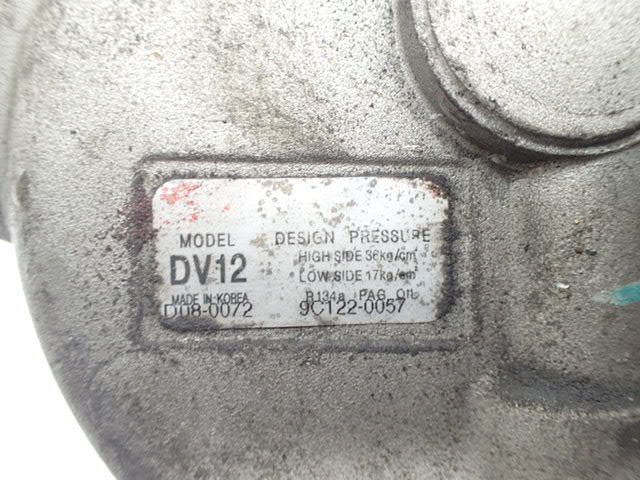 MODEL DESIGN PRESSURE
DV12 HIGH SIDE 36kg/cm
LOW SIDE 17kg/cm
MADE IN KOREA R134a PAG OIL
D08-0072 9C122-0057